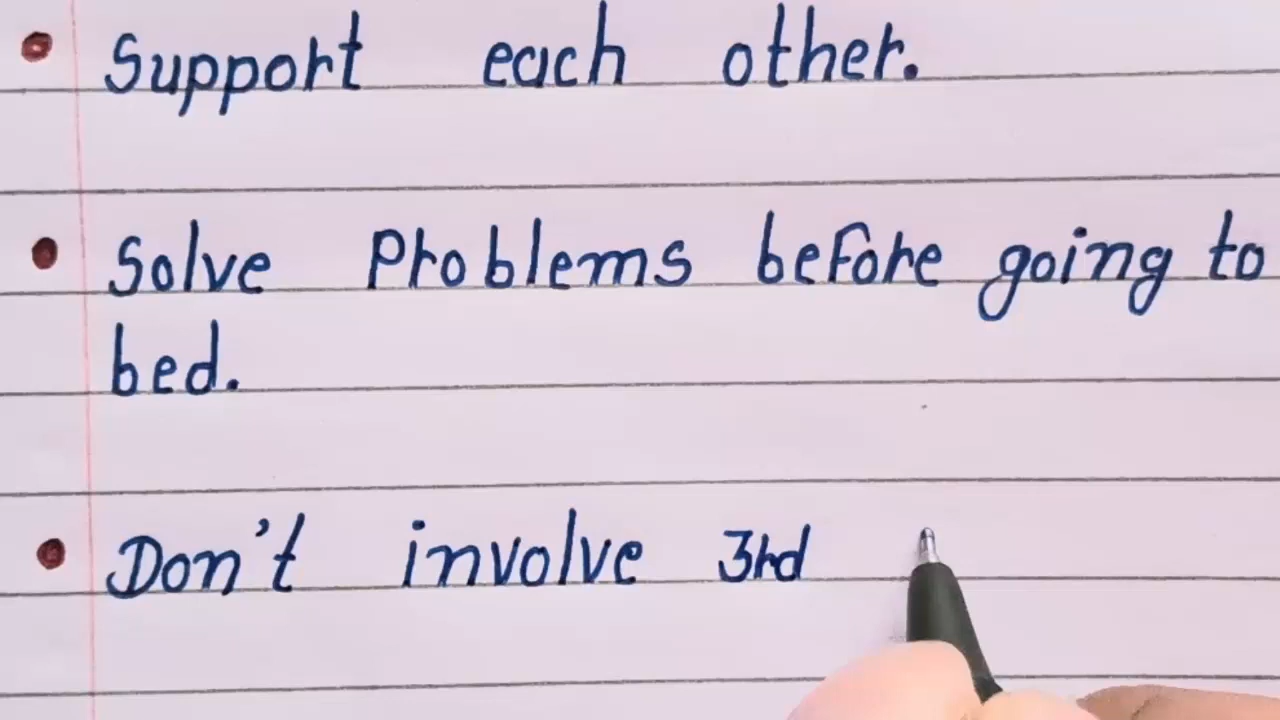 Support each other.
Solve Problems before going to
bed.
Don't involve 3rd